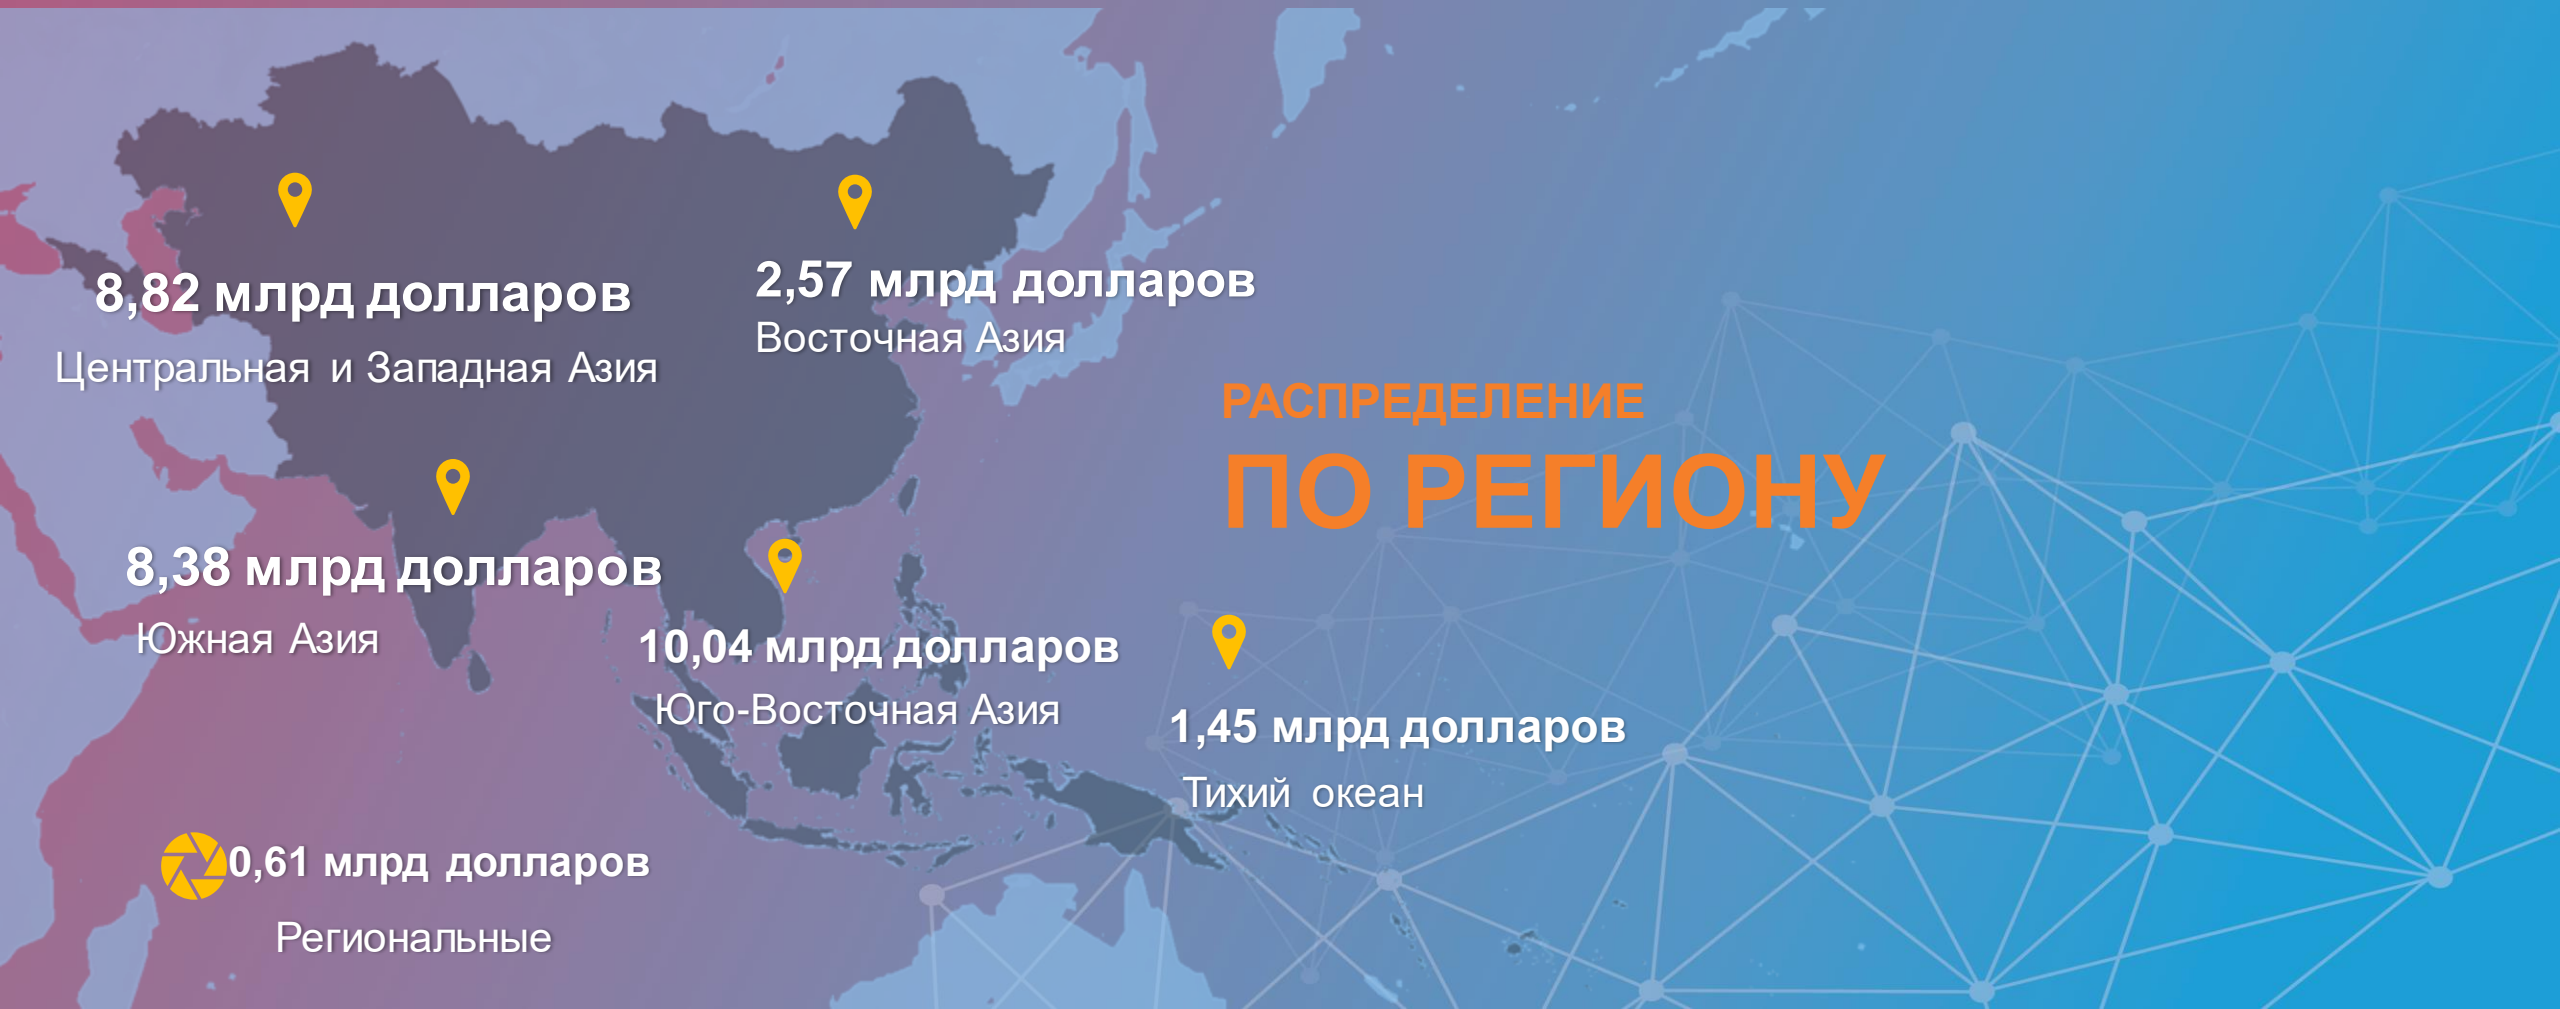 8,82 млрд долларов
Центральная и Западная Азия
2,57 млрд долларов
Восточная Азия
РАСПРЕДЕЛЕНИЕ
ПО РЕГИОНУ
8,38 млрд долларов
Южная Азия
10,04 млрд долларов
Юго-Восточная Азия
1,45 млрд долларов
Тихий океан
0,61 млрд долларов
Региональные